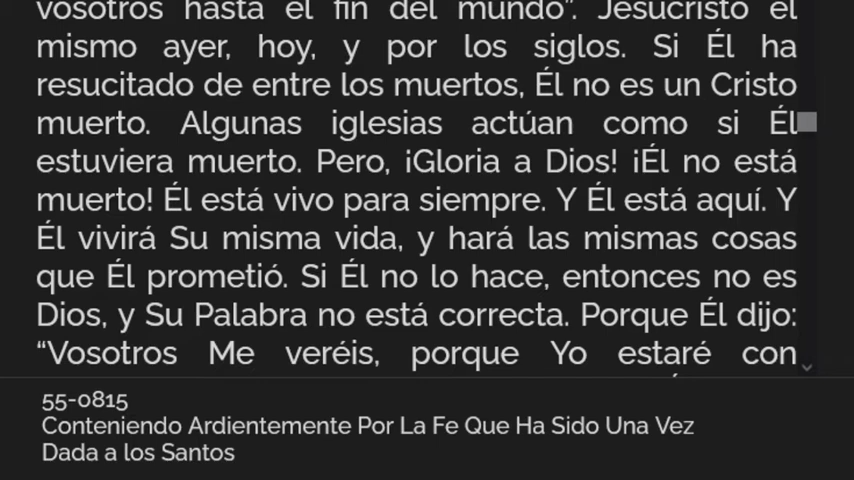 vosotros hasta el fin del mundo”. Jesucristo el
mismo ayer, hoy, y por los siglos. Si Él ha
resucitado de entre los muertos, Él no es un Cristo
muerto. Algunas iglesias actúan como si Él
estuviera muerto. Pero, ¡Gloria a Dios! ¡Él no está
muerto! Él está vivo para siempre. Y Él está aquí. Y
Él vivirá Su misma vida, y hará las mismas cosas
que Él prometió. Si Él no lo hace, entonces no es
Dios, y Su Palabra no está correcta. Porque Él dijo:
“Vosotros Me veréis, porque Yo estaré con
55-0815
Conteniendo Ardientemente Por La Fe Que Ha Sido Una Vez
Dada a los Santos